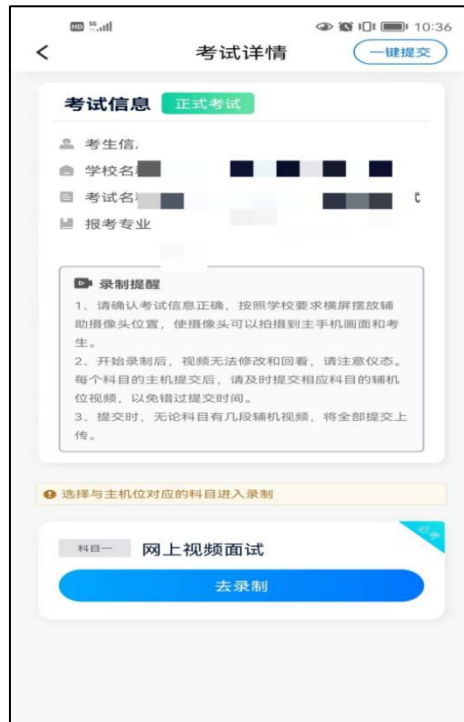 HD 5G 10:36
考试详情 一键提交
考试信息 正式考试
考生信
学校名
考试名
报考专业
录制提醒
1、请确认考试信息正确，按照学校要求横屏摆放辅
助摄像头位置，使摄像头可以拍摄到主手机画面和考
生。
2、开始录制后，视频无法修改和回看，请注意仪态。
每个科目的主机提交后，请及时提交相应科目的辅机
位视频，以免错过提交时间。
3、提交时，无论科目有几段辅机视频，将全部提交上
传。
选择与主机位对应的科目进入录制
必考
科目一 网上视频面试
去录制